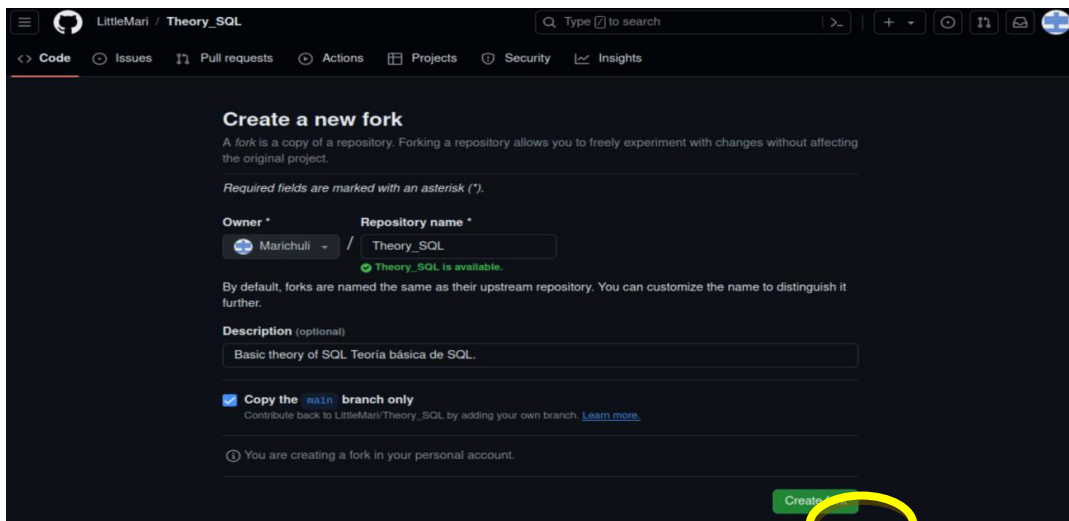 LittleMari / Theory_SQL
Type / to search
<> Code Issues Pull requests Actions Projects Security Insights
Create a new fork
A fork is a copy of a repository. Forking a repository allows you to freely experiment with changes without affecting
the original project.
Required fields are marked with an asterisk (*).
Owner * Repository name *
Marichuli / Theory_SQL
Theory_SQL is available.
By default, forks are named the same as their upstream repository. You can customize the name to distinguish it
further.
Description (optional)
Basic theory of SQL Teoría básica de SQL.
Copy the main branch only
Contribute back to LittleMari/Theory_SQL by adding your own branch. Learn more.
You are creating a fork in your personal account.
Create